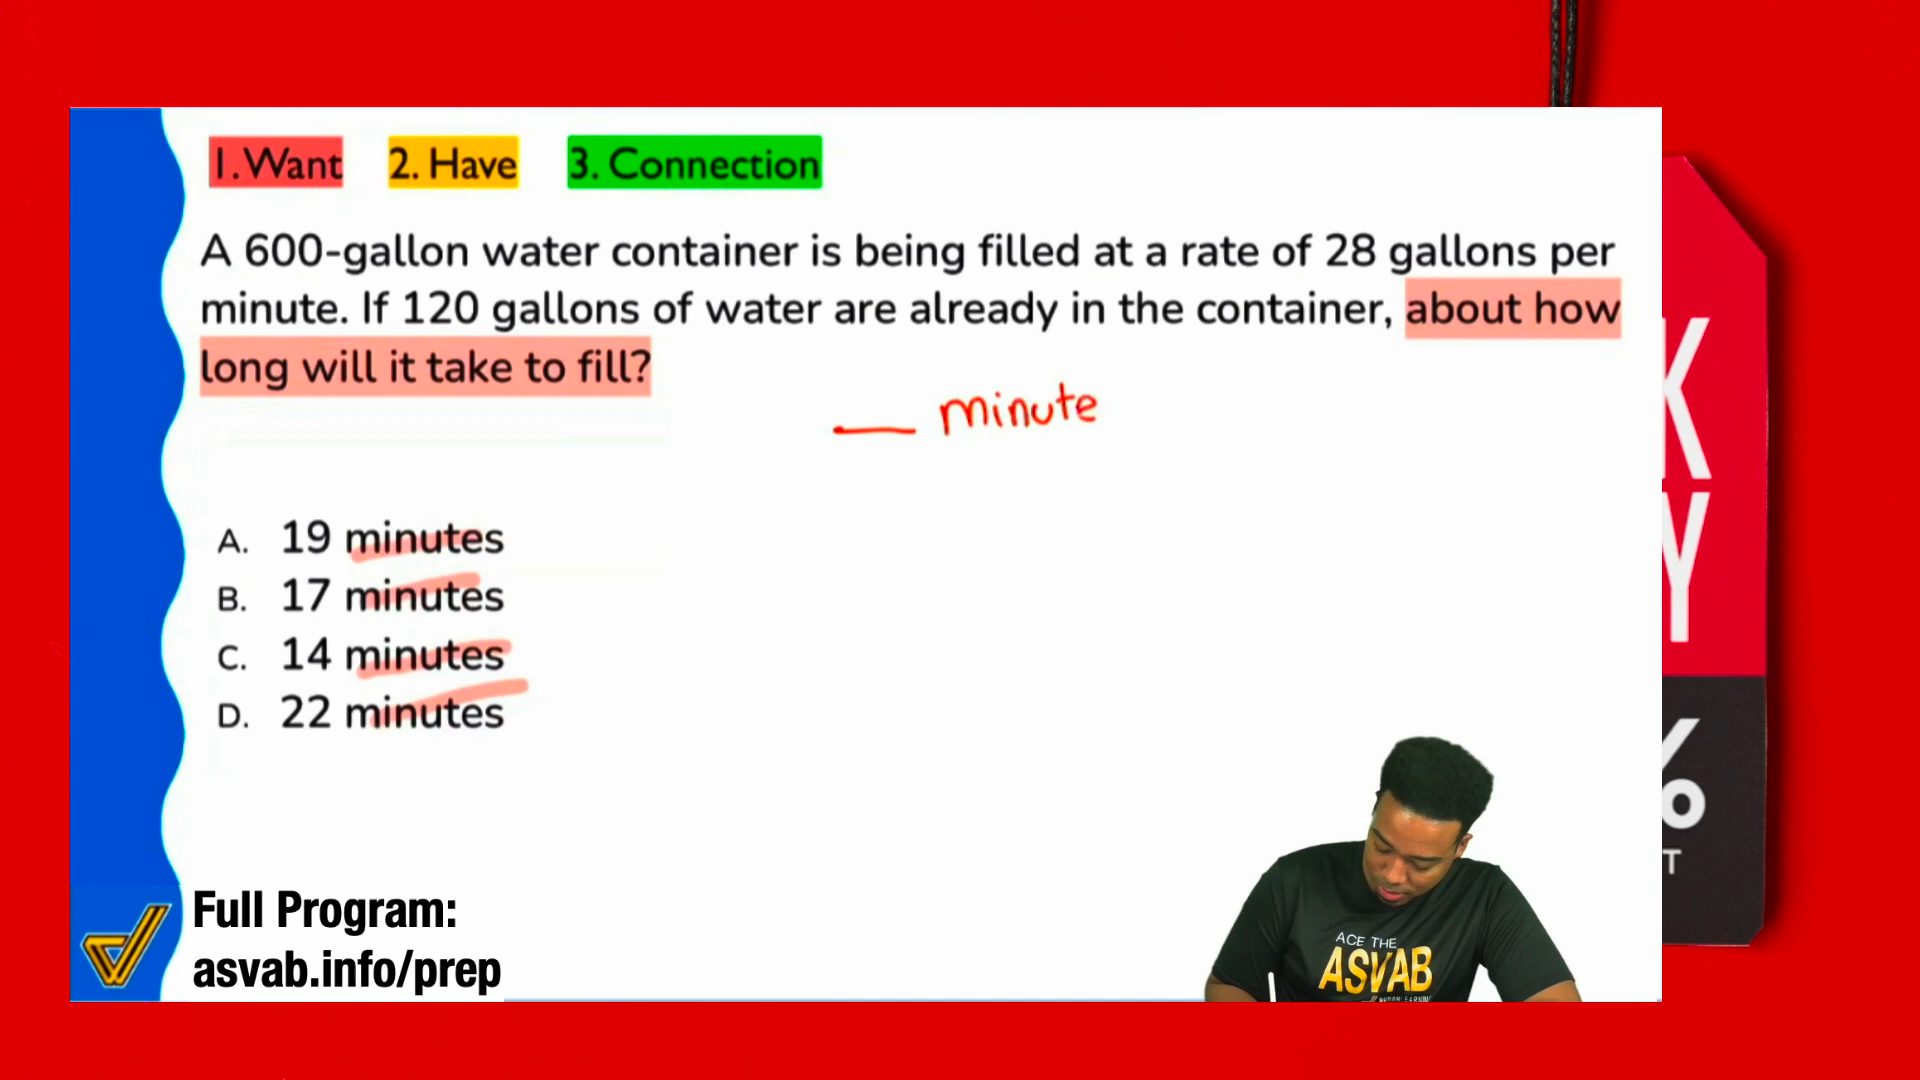 1. Want 2. Have 3. Connection
A 600-gallon water container is being filled at a rate of 28 gallons per
minute. If 120 gallons of water are already in the container, about how
long will it take to fill?
___ minute
A. 19 minutes
B. 17 minutes
C. 14 minutes
D. 22 minutes
Full Program:
asvab.info/prep
ACE THE
ASVAB
K
Y
%
T